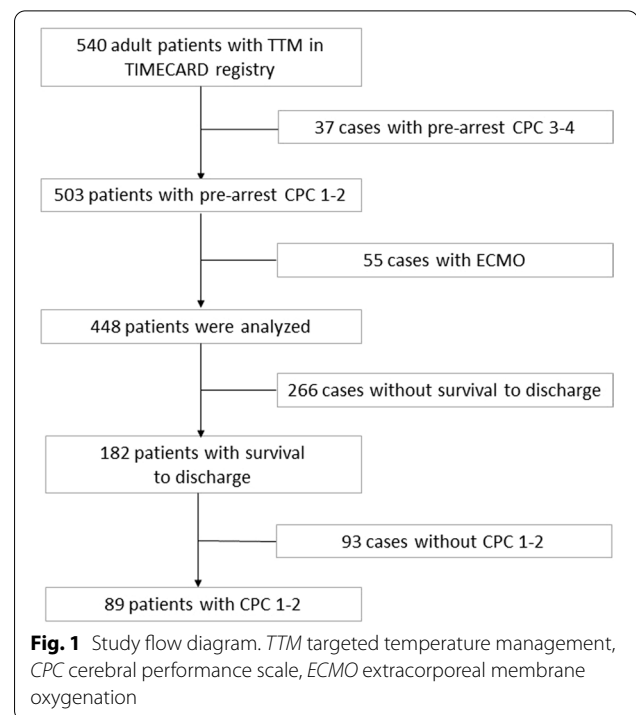 540 adult patients with TTM in
TIMECARD registry
37 cases with pre-arrest CPC 3-4
503 patients with pre-arrest CPC 1-2
55 cases with ECMO
448 patients were analyzed
266 cases without survival to discharge
182 patients with survival
to discharge
93 cases without CPC 1-2
89 patients with CPC 1-2
Fig. 1 Study flow diagram. TTM targeted temperature management,
CPC cerebral performance scale, ECMO extracorporeal membrane
oxygenation